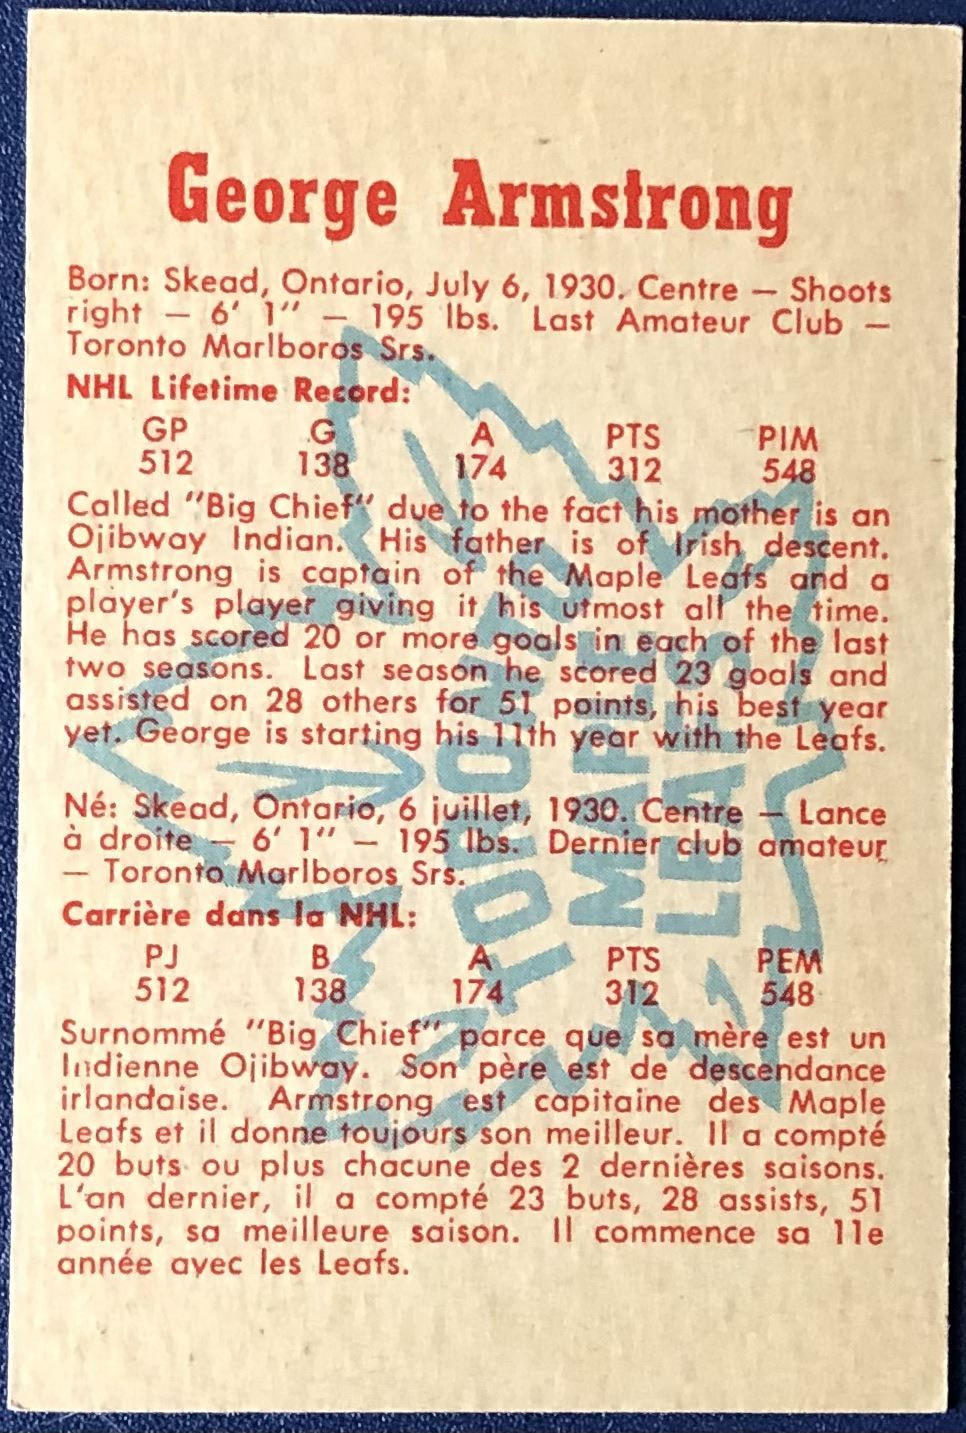 George Armstrong
Born: Skead, Ontario, July 6, 1930. Centre — Shoots
right — 6' 1" — 195 lbs. Last Amateur Club —
Toronto Marlboros Srs.
NHL Lifetime Record:
GP G A PTS PIM
512 138 174 312 548
Called "Big Chief" due to the fact his mother is an
Ojibway Indian. His father is of Irish descent.
Armstrong is captain of the Maple Leafs and a
player's player giving it his utmost all the time.
He has scored 20 or more goals in each of the last
two seasons. Last season he scored 23 goals and
assisted on 28 others for 51 points, his best year
yet. George is starting his 11th year with the Leafs.
Né: Skead, Ontario, 6 juillet, 1930. Centre — Lance
à droite — 6' 1" — 195 lbs. Dernier club amateur
— Toronto Marlboros Srs.
Carrière dans la NHL:
PJ B A PTS PEM
512 138 174 312 548
Surnommé "Big Chief" parce que sa mère est un
Indienne Ojibway. Son père est de descendance
irlandaise. Armstrong est capitaine des Maple
Leafs et il donne toujours son meilleur. Il a compté
20 buts ou plus chacune des 2 dernières saisons.
L'an dernier, il a compté 23 buts, 28 assists, 51
points, sa meilleure saison. Il commence sa 11e
année avec les Leafs.
TORONTO
MAPLE
LEAFS